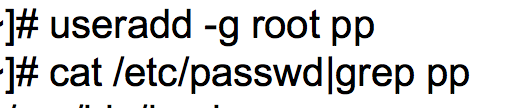 ]# useradd -g root pp
]# cat /etc/passwd|grep pp